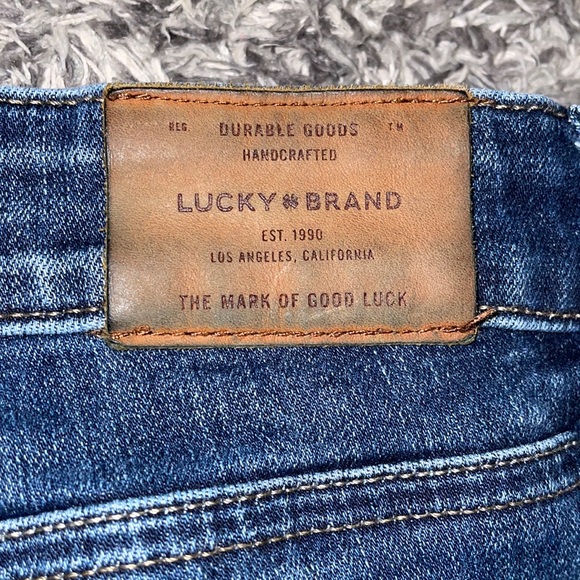 REG. DURABLE GOODS TM
HANDCRAFTED
LUCKY BRAND
EST. 1990
LOS ANGELES, CALIFORNIA
THE MARK OF GOOD LUCK